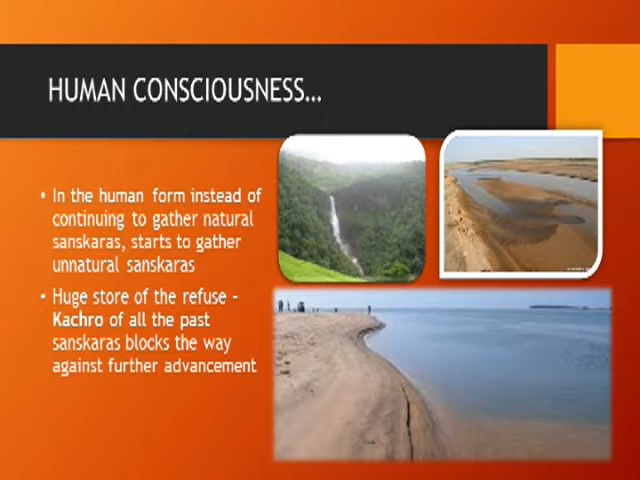 HUMAN CONSCIOUSNESS...
• In the human form instead of
continuing to gather natural
sanskaras, starts to gather
unnatural sanskaras
• Huge store of the refuse –
Kachro of all the past
sanskaras blocks the way
against further advancement